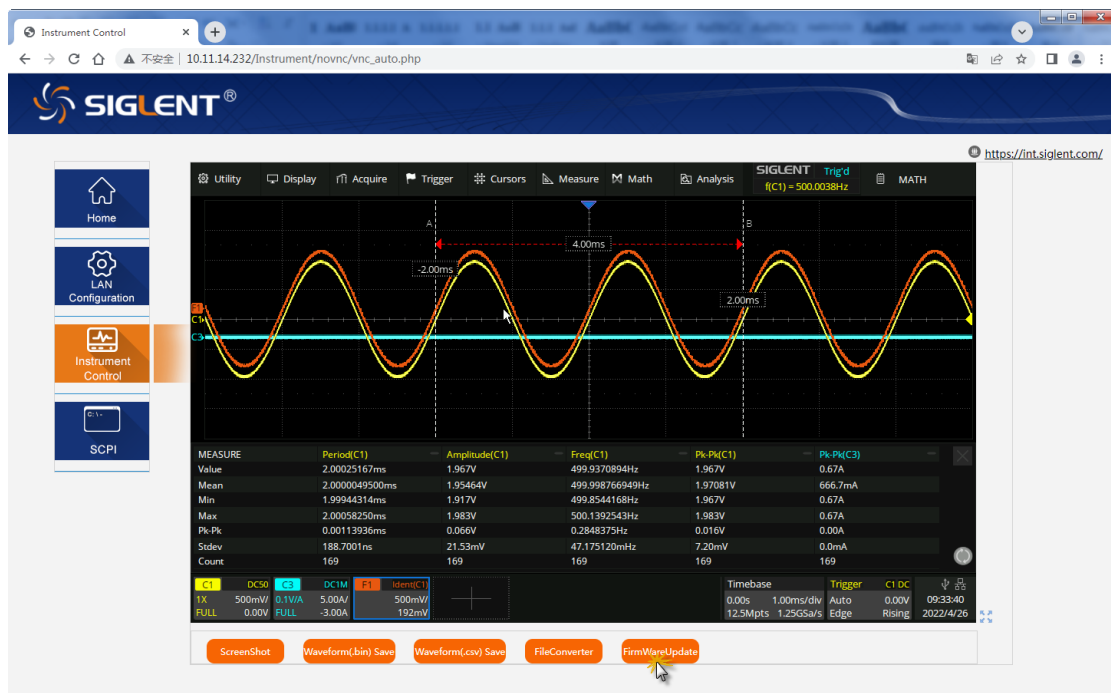 Instrument Control
不安全 | 10.11.14.232/Instrument/novnc/vnc_auto.php
SIGLENT®
https://int.siglent.com/
Home
LAN
Configuration
Instrument
Control
C:\-
SCPI
Utility Display Acquire Trigger Cursors Measure Math Analysis SIGLENT Trig'd MATH
f(C1) = 500.0038Hz
A B
4.00ms
-2.00ms
2.00ms
F1
C1
C3
MEASURE Period(C1) Amplitude(C1) Freq(C1) Pk-Pk(C1) Pk-Pk(C3)
Value 2.00025167ms 1.967V 499.9370894Hz 1.967V 0.67A
Mean 2.0000049500ms 1.95464V 499.998766949Hz 1.97081V 666.7mA
Min 1.99944314ms 1.917V 499.8544168Hz 1.967V 0.67A
Max 2.00058250ms 1.983V 500.1392543Hz 1.983V 0.67A
Pk-Pk 0.00113936ms 0.066V 0.2848375Hz 0.016V 0.00A
Stdev 188.7001ns 21.53mV 47.175120mHz 7.20mV 0.0mA
Count 169 169 169 169 169
C1 DC50 C3 DC1M F1 Ident(C1) Timebase Trigger C1 DC
1X 500mV/ 0.1V/A 5.00A/ 500mV/ 0.00s 1.00ms/div Auto 0.00V 09:33:40
FULL 0.00V FULL -3.00A 192mV 12.5Mpts 1.25GSa/s Edge Rising 2022/4/26
ScreenShot Waveform(.bin) Save Waveform(.csv) Save FileConverter FirmWareUpdate